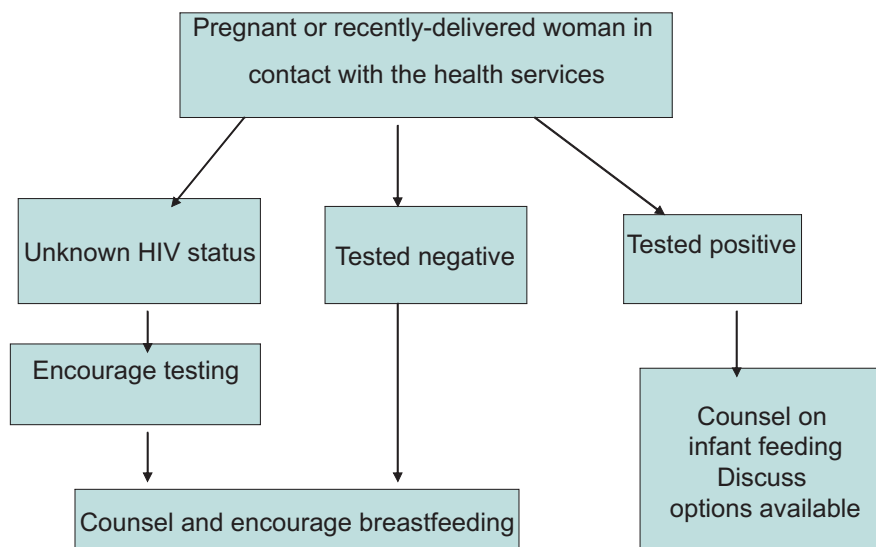 Pregnant or recently-delivered woman in
contact with the health services
Unknown HIV status
Tested negative
Tested positive
Encourage testing
Counsel on
infant feeding
Discuss
options available
Counsel and encourage breastfeeding